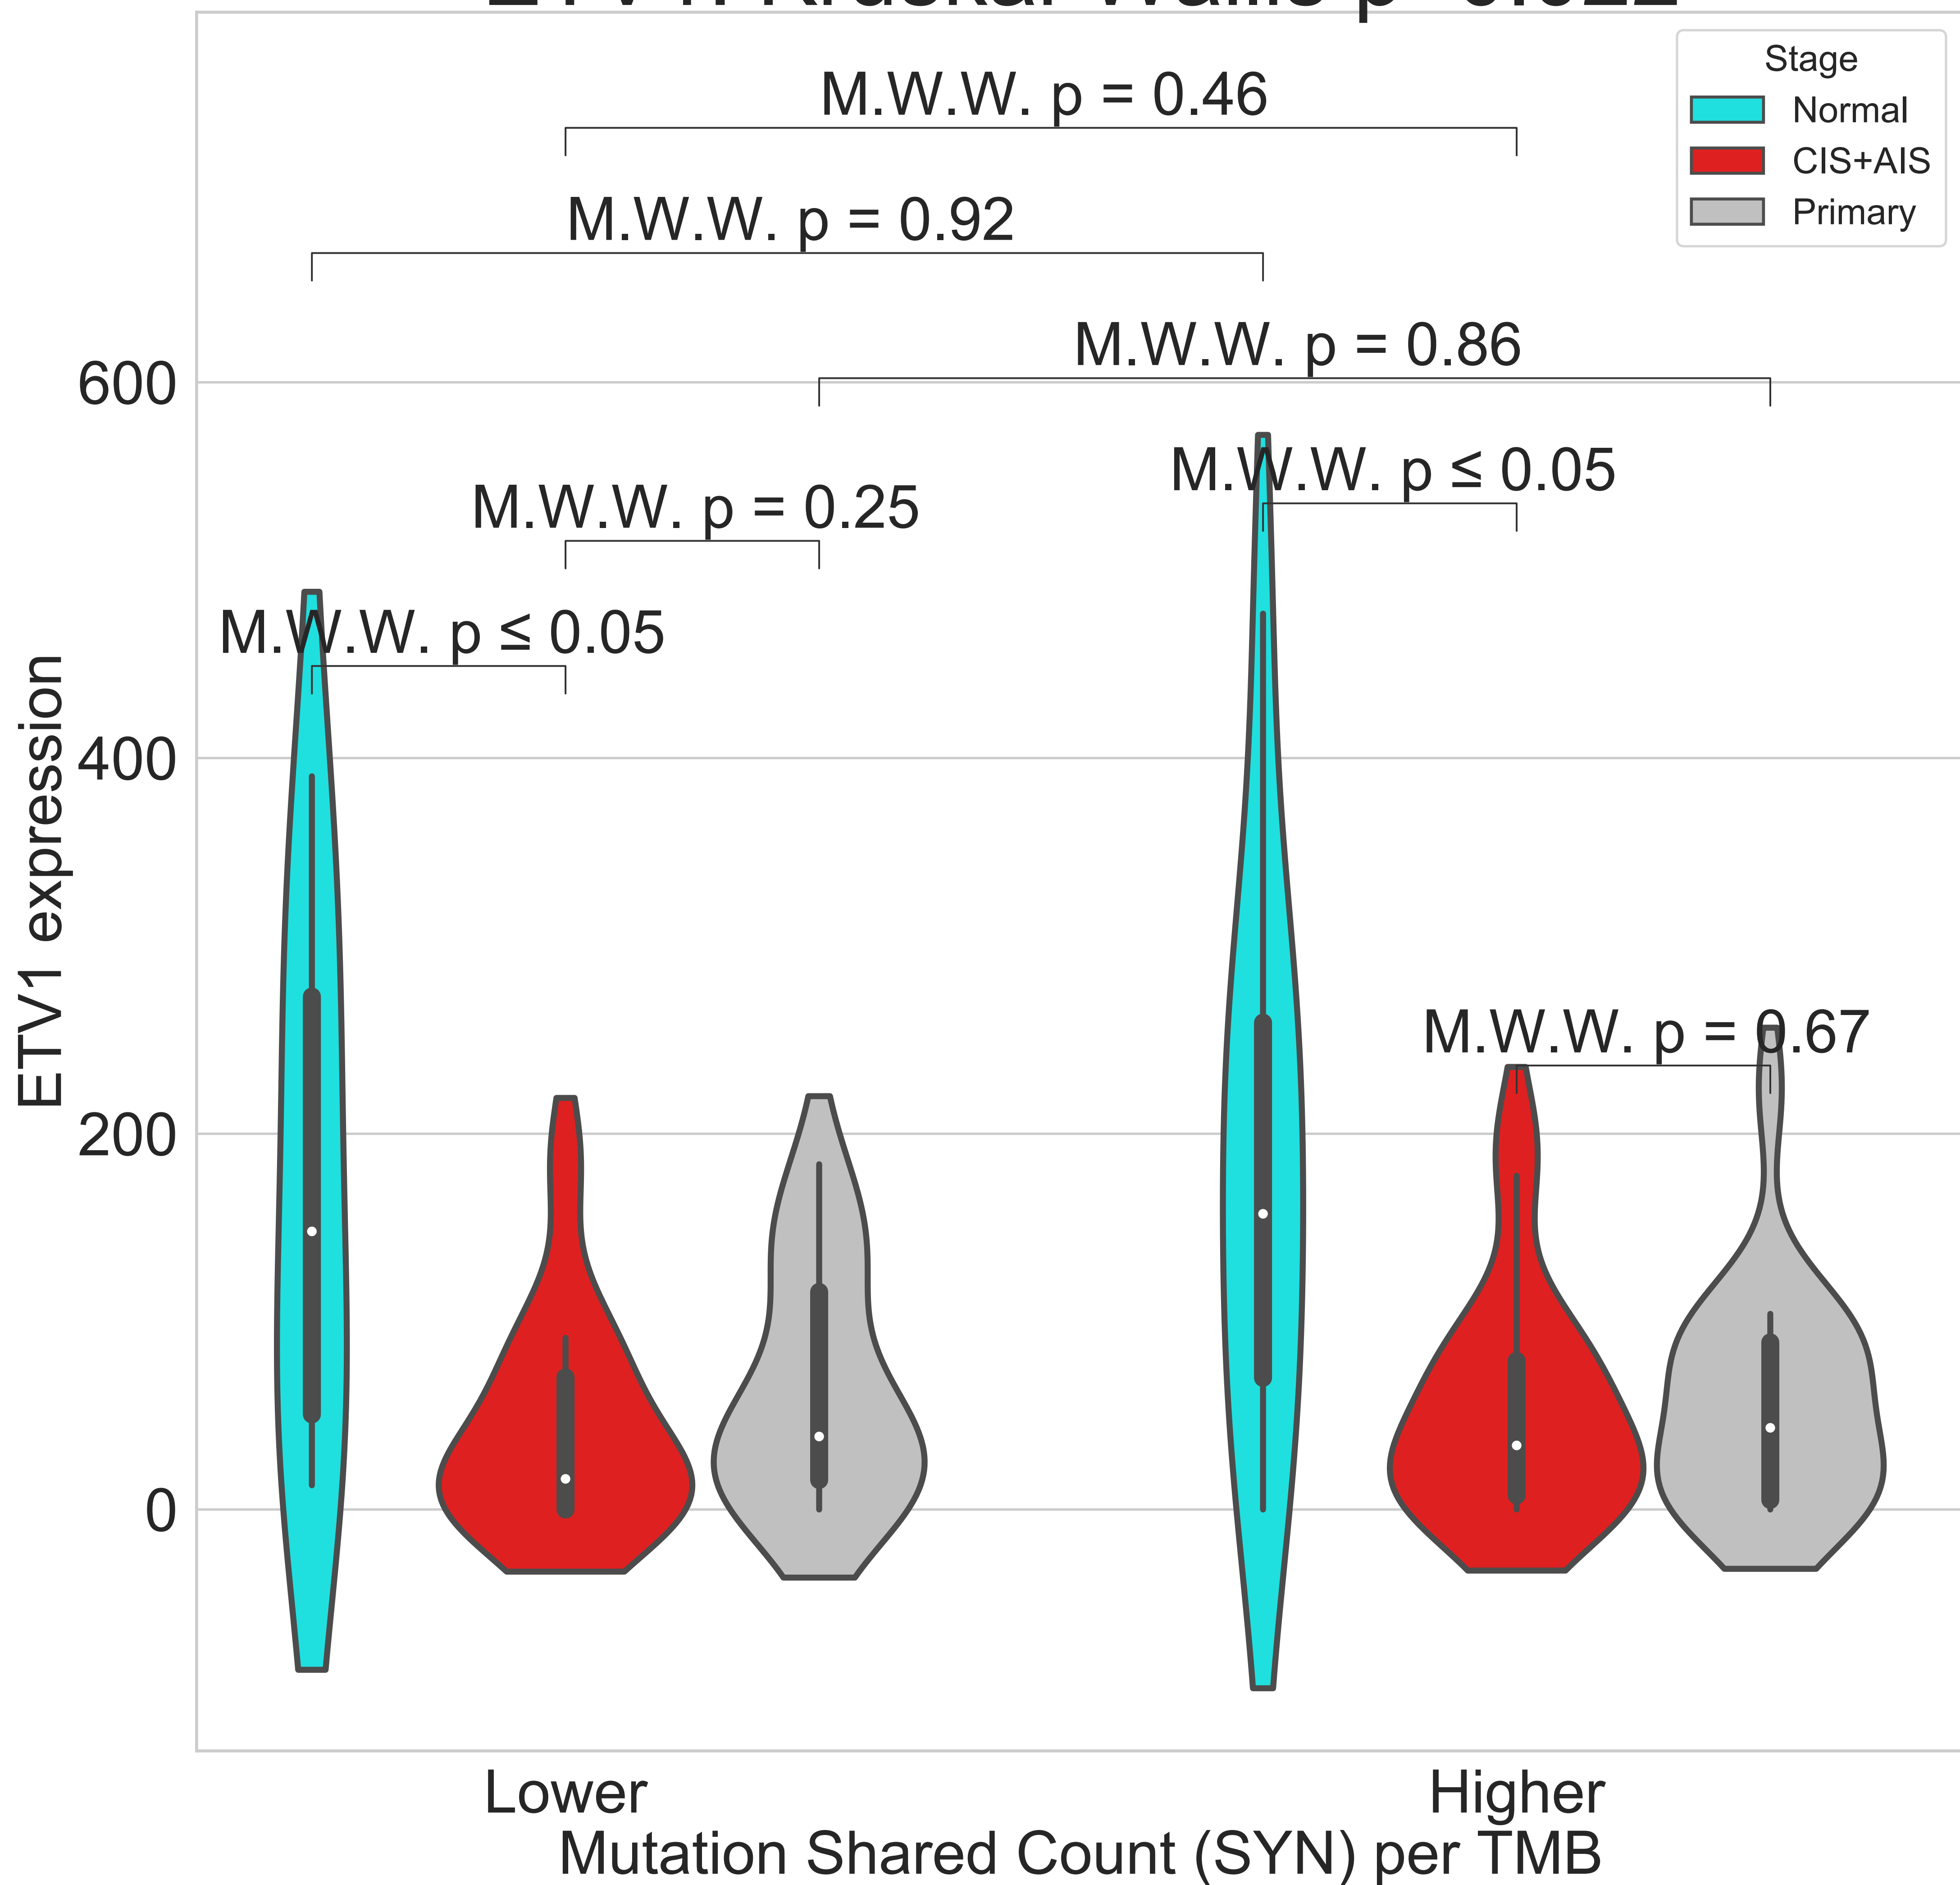 M.W.W. p = 0.46
M.W.W. p = 0.92
M.W.W. p = 0.86
M.W.W. p ≤ 0.05
M.W.W. p = 0.25
M.W.W. p ≤ 0.05
M.W.W. p = 0.67
Stage
Normal
CIS+AIS
Primary
600
400
200
0
ETV1 expression
Lower
Higher
Mutation Shared Count (SYN) per TMB